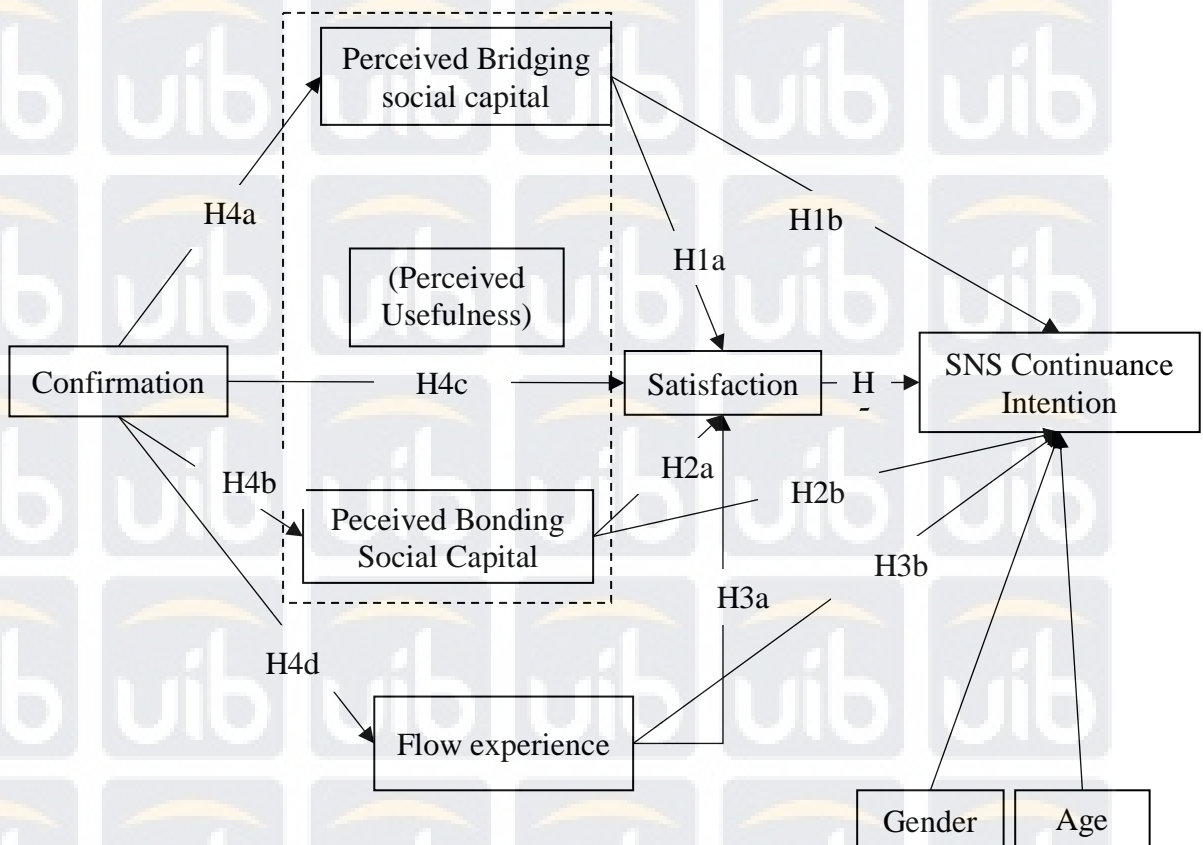 Perceived Bridging
social capital
H4a
H1b
H1a
(Perceived
Usefulness)
Confirmation
H4c
Satisfaction
H
SNS Continuance
Intention
H4b
H2a
H2b
Peceived Bonding
Social Capital
H3b
H3a
H4d
Flow experience
Gender
Age
uib